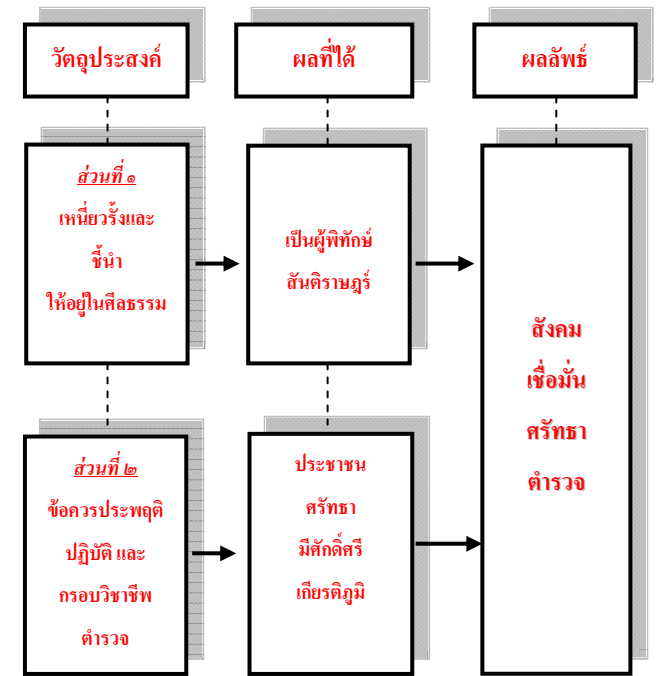 วัตถุประสงค์
ผลที่ได้
ผลลัพธ์
ส่วนที่ ๑
เหนี่ยวรั้งและ
ชี้นำ
ให้อยู่ในศีลธรรม
เป็นผู้พิทักษ์
สันติราษฎร์
สังคม
เชื่อมั่น
ศรัทธา
ตำรวจ
ส่วนที่ ๒
ข้อควรประพฤติ
ปฏิบัติ และ
กรอบวิชาชีพ
ตำรวจ
ประชาชน
ศรัทธา
มีศักดิ์ศรี
เกียรติภูมิ